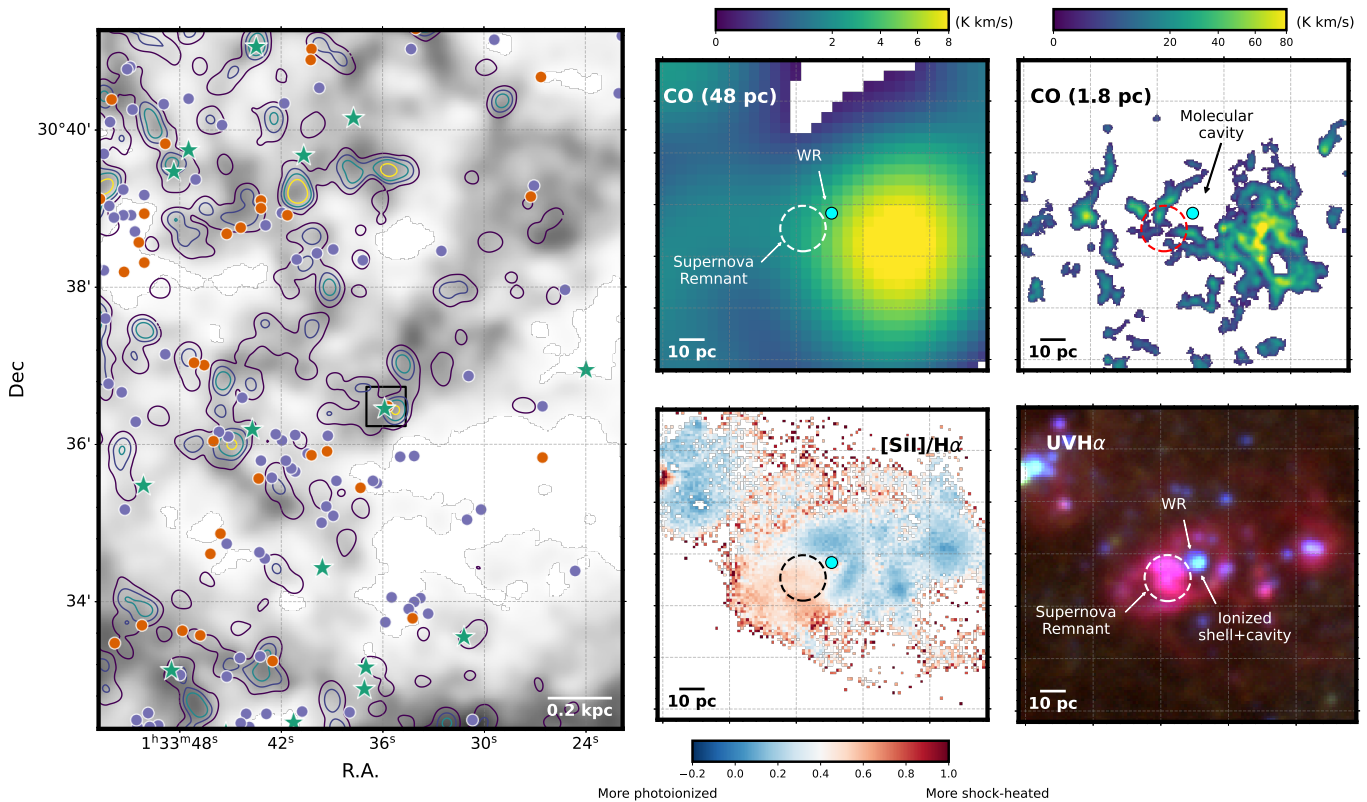 (K km/s)
0 2 4 6 8
(K km/s)
0 20 40 60 80
CO (48 pc)
WR
Supernova
Remnant
10 pc
CO (1.8 pc)
Molecular
cavity
10 pc
30°40'
38'
36'
34'
Dec
0.2 kpc
1ʰ33ᵐ48ˢ 42ˢ 36ˢ 30ˢ 24ˢ
R.A.
[SII]/Hα
10 pc
UVHα
WR
Supernova
Remnant
Ionized
shell+cavity
10 pc
−0.2 0.0 0.2 0.4 0.6 0.8 1.0
More photoionized
More shock-heated